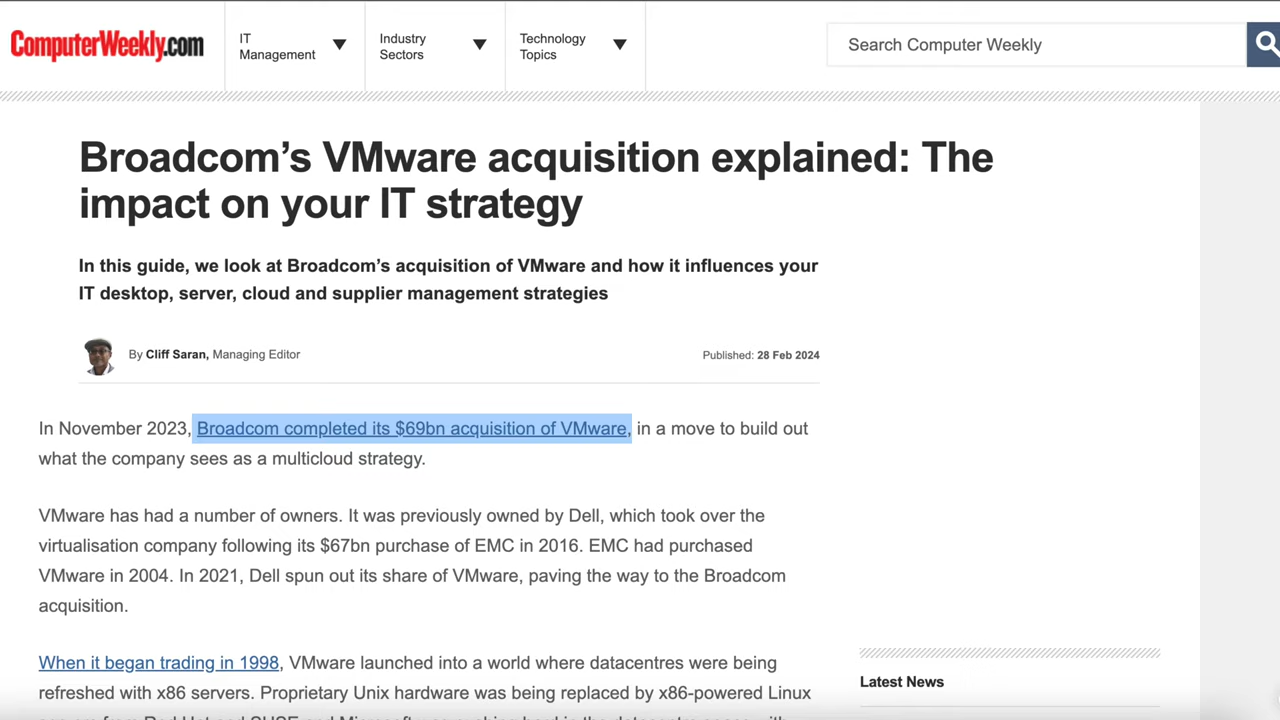 ComputerWeekly.com
IT
Management
Industry
Sectors
Technology
Topics
Search Computer Weekly
Broadcom’s VMware acquisition explained: The
impact on your IT strategy
In this guide, we look at Broadcom’s acquisition of VMware and how it influences your
IT desktop, server, cloud and supplier management strategies
By Cliff Saran, Managing Editor
Published: 28 Feb 2024
In November 2023, Broadcom completed its $69bn acquisition of VMware, in a move to build out
what the company sees as a multicloud strategy.
VMware has had a number of owners. It was previously owned by Dell, which took over the
virtualisation company following its $67bn purchase of EMC in 2016. EMC had purchased
VMware in 2004. In 2021, Dell spun out its share of VMware, paving the way to the Broadcom
acquisition.
When it began trading in 1998, VMware launched into a world where datacentres were being
refreshed with x86 servers. Proprietary Unix hardware was being replaced by x86-powered Linux
Latest News